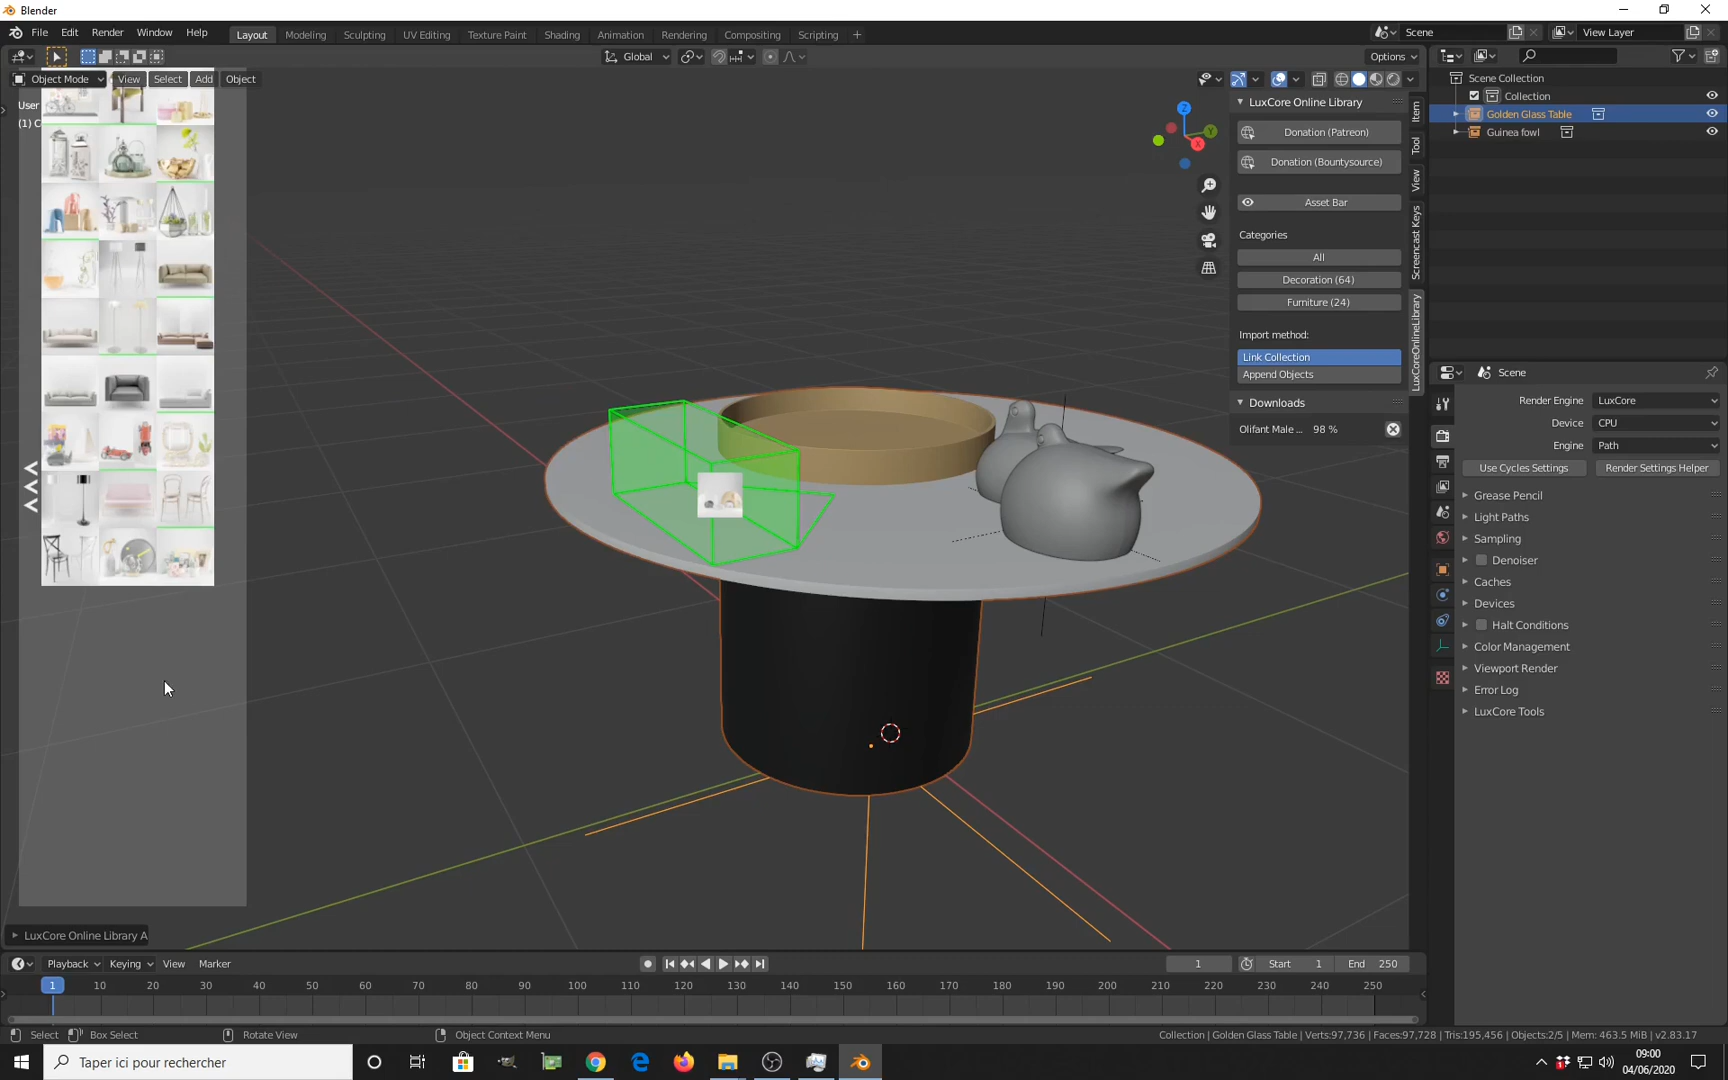 Blender
File Edit Render Window Help
Layout Modeling Sculpting UV Editing Texture Paint Shading Animation Rendering Compositing Scripting +
Scene
View Layer
Global
Options
Object Mode View Select Add Object
User
(1) C
Z
Y
X
LuxCore Online Library
Donation (Patreon)
Donation (Bountysource)
Asset Bar
Categories
All
Decoration (64)
Furniture (24)
Import method:
Link Collection
Append Objects
Downloads
Olifant Male ... 98 %
Item
Tool
View
Screencast Keys
LuxCoreOnlineLibrary
Scene Collection
Collection
Golden Glass Table
Guinea fowl
Scene
Render Engine LuxCore
Device CPU
Engine Path
Use Cycles Settings Render Settings Helper
Grease Pencil
Light Paths
Sampling
Denoiser
Caches
Devices
Halt Conditions
Color Management
Viewport Render
Error Log
LuxCore Tools
LuxCore Online Library A
Playback Keying View Marker
1 Start 1 End 250
1 10 20 30 40 50 60 70 80 90 100 110 120 130 140 150 160 170 180 190 200 210 220 230 240 250
Select Box Select Rotate View Object Context Menu
Collection | Golden Glass Table | Verts:97,736 | Faces:97,728 | Tris:195,456 | Objects:2/5 | Mem: 463.5 MiB | v2.83.17
Taper ici pour rechercher
09:00
04/06/2020